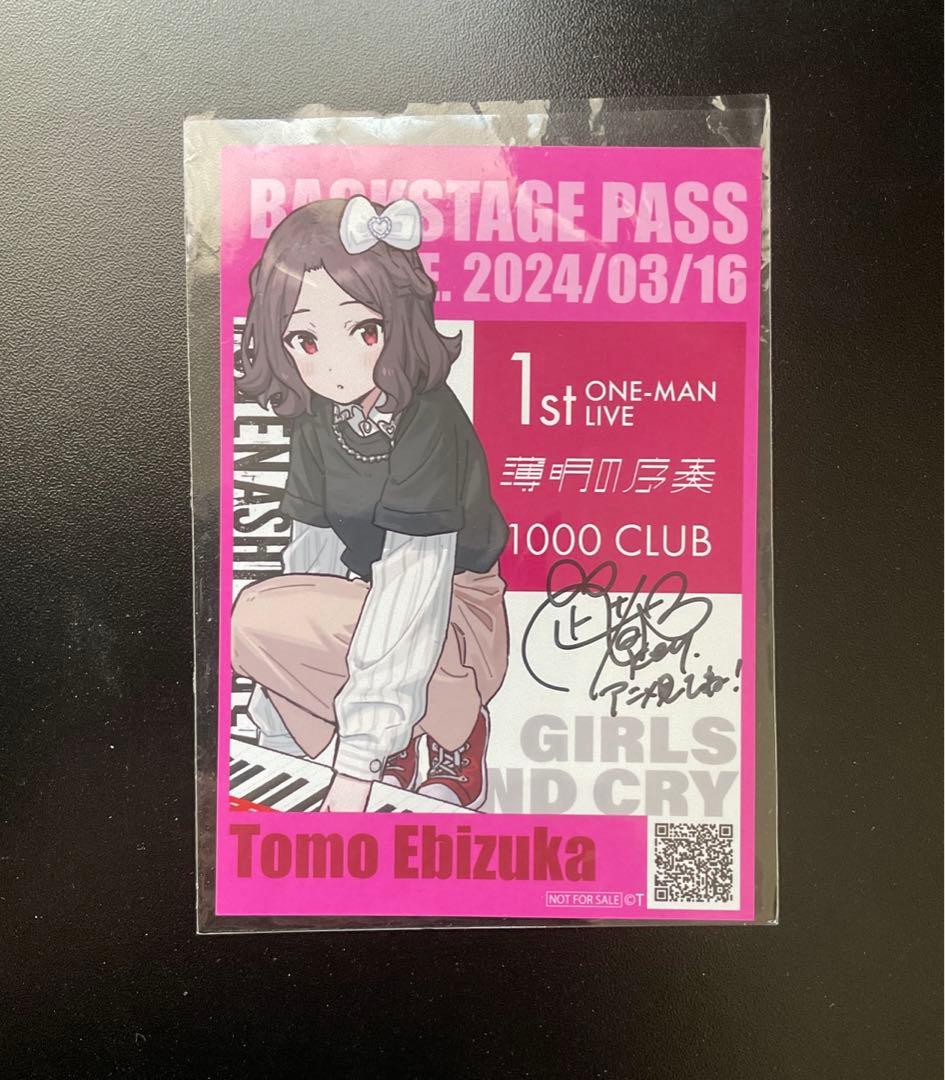 BACKSTAGE PASS
E. 2024/03/16
1st ONE-MAN
LIVE
薄明の序奏
1000 CLUB
アニメ見てね!
GIRLS
ND CRY
Tomo Ebizuka
NOT FOR SALE ©T